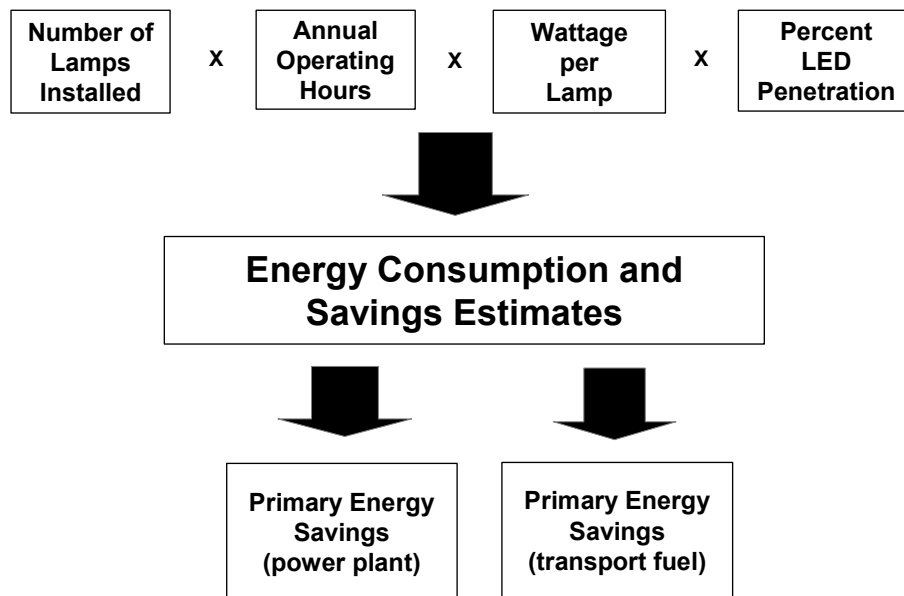 Number of
Lamps
Installed
X
Annual
Operating
Hours
X
Wattage
per
Lamp
X
Percent
LED
Penetration
Energy Consumption and
Savings Estimates
Primary Energy
Savings
(power plant)
Primary Energy
Savings
(transport fuel)